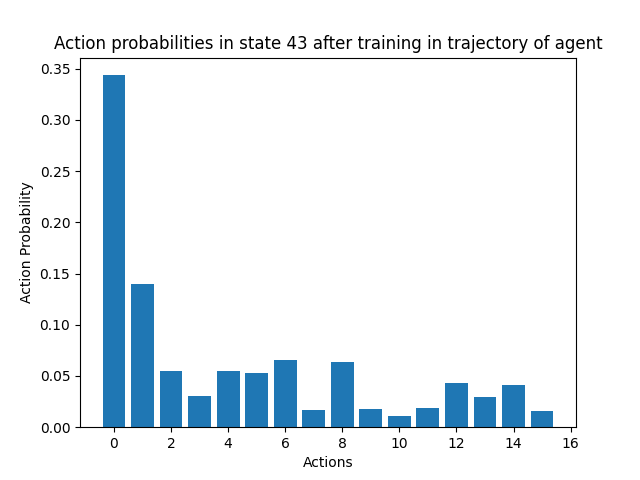 Action probabilities in state 43 after training in trajectory of agent
0.35
0.30
0.25
0.20
0.15
0.10
0.05
0.00
Action Probability
0 2 4 6 8 10 12 14 16
Actions